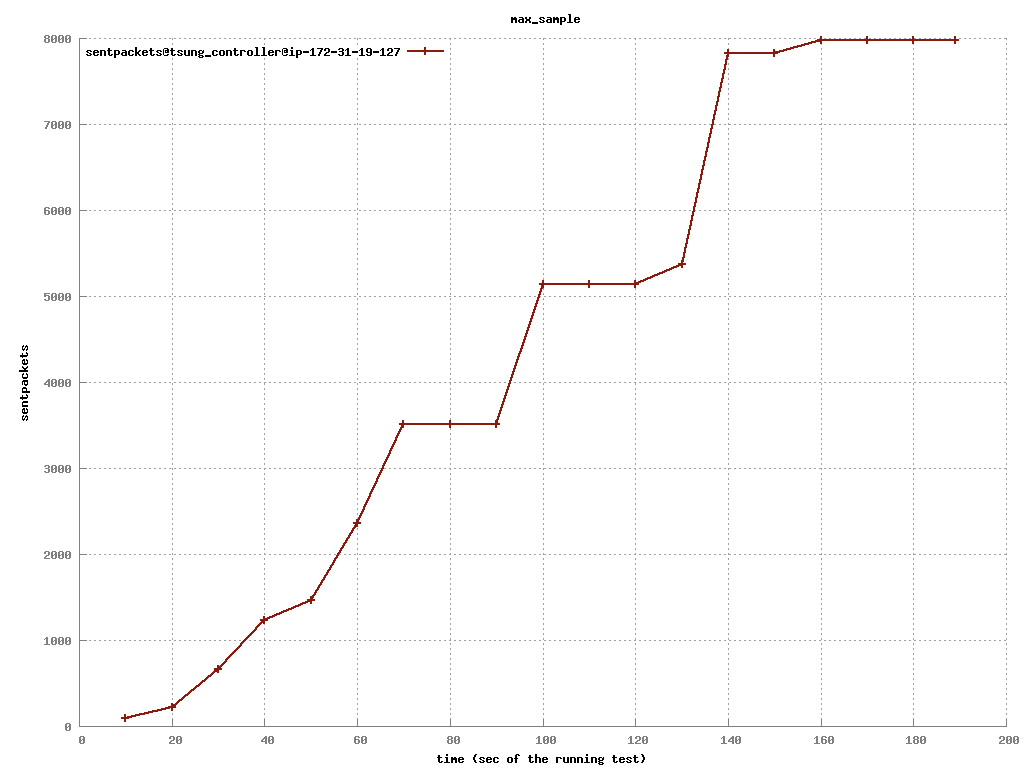 max_sample
sentpackets@tsung_controller@ip-172-31-19-127
8000
7000
6000
5000
4000
3000
2000
1000
0
sentpackets
0 20 40 60 80 100 120 140 160 180 200
time (sec of the running test)